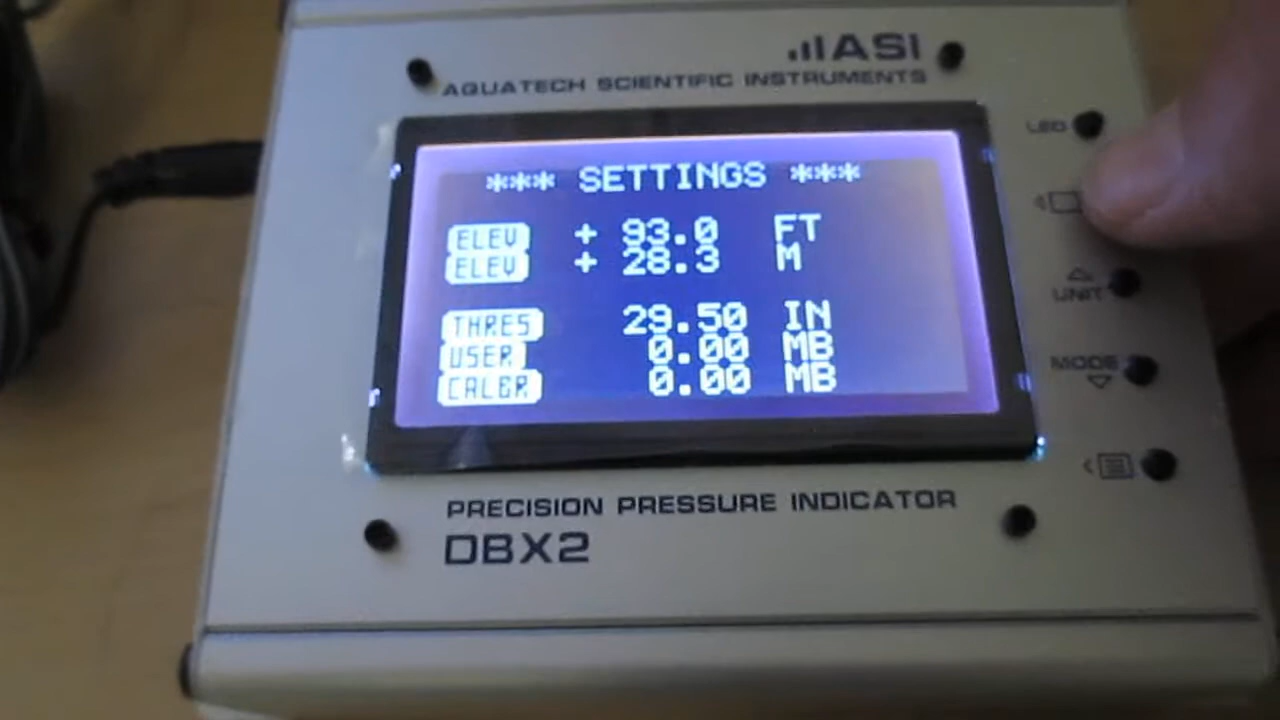 ASI
AQUATECH SCIENTIFIC INSTRUMENTS
LED
*** SETTINGS ***
ELEV + 93.0 FT
ELEV + 28.3 M
UNIT
THRES 29.50 IN
USER 0.00 MB
MODE
CALBR 0.00 MB
PRECISION PRESSURE INDICATOR
DBX2